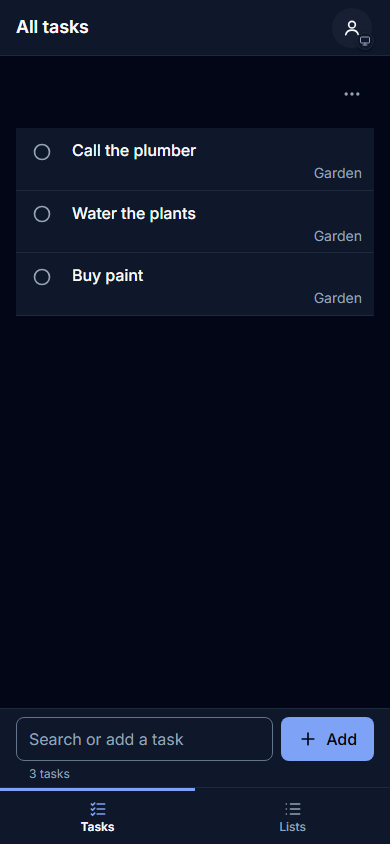 All tasks
Call the plumber
Garden
Water the plants
Garden
Buy paint
Garden
Search or add a task
Add
3 tasks
Tasks
Lists